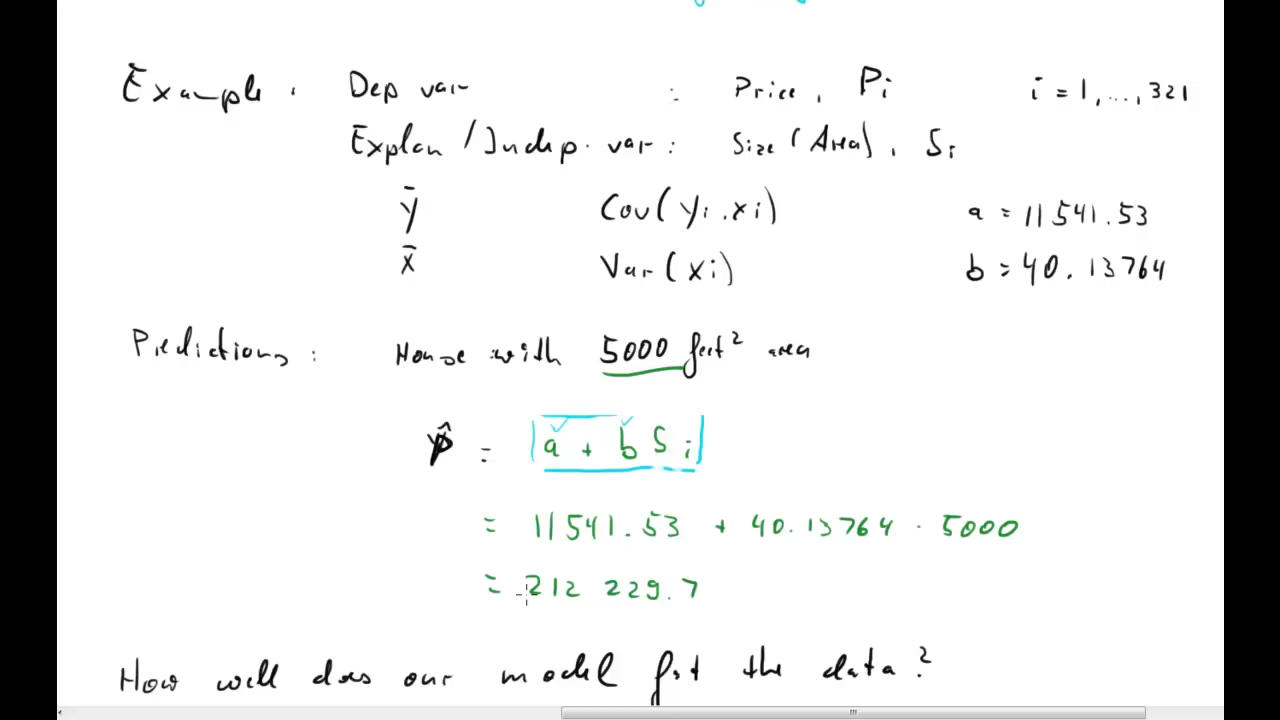 Example : Dep var : Price, Pi i = 1, ..., 321
Explan / Indep. var : Size (Area), Si
ȳ Cov(yi, xi) a = 11541.53
x̄ Var(xi) b = 40.13764
Predictions : House with 5000 feet² area
p̂ = a + b Si
= 11541.53 + 40.13764 · 5000
= 212 229.7
How well does our model fit the data?